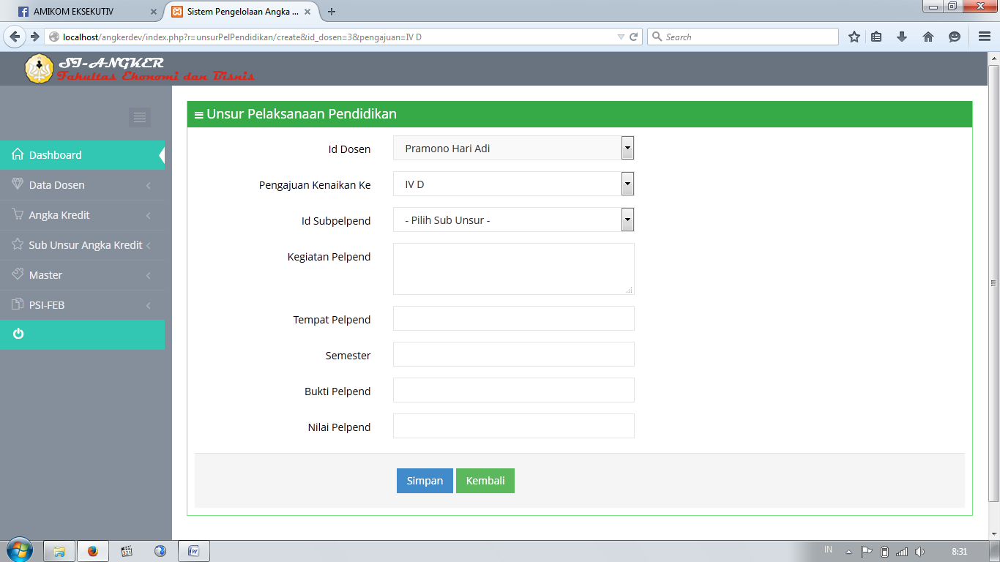 AMIKOM EKSEKUTIV
Sistem Pengelolaan Angka ...
localhost/angkerdev/index.php?r=unsurPelPendidikan/create&id_dosen=3&pengajuan=IV D
Search
SI-ANGKER
Fakultas Ekonomi dan Bisnis
Unsur Pelaksanaan Pendidikan
Id Dosen
Pramono Hari Adi
Dashboard
Data Dosen
Pengajuan Kenaikan Ke
IV D
Angka Kredit
Id Subpelpend
- Pilih Sub Unsur -
Sub Unsur Angka Kredit
Kegiatan Pelpend
Master
PSI-FEB
Tempat Pelpend
Semester
Bukti Pelpend
Nilai Pelpend
Simpan
Kembali
IN
8:31